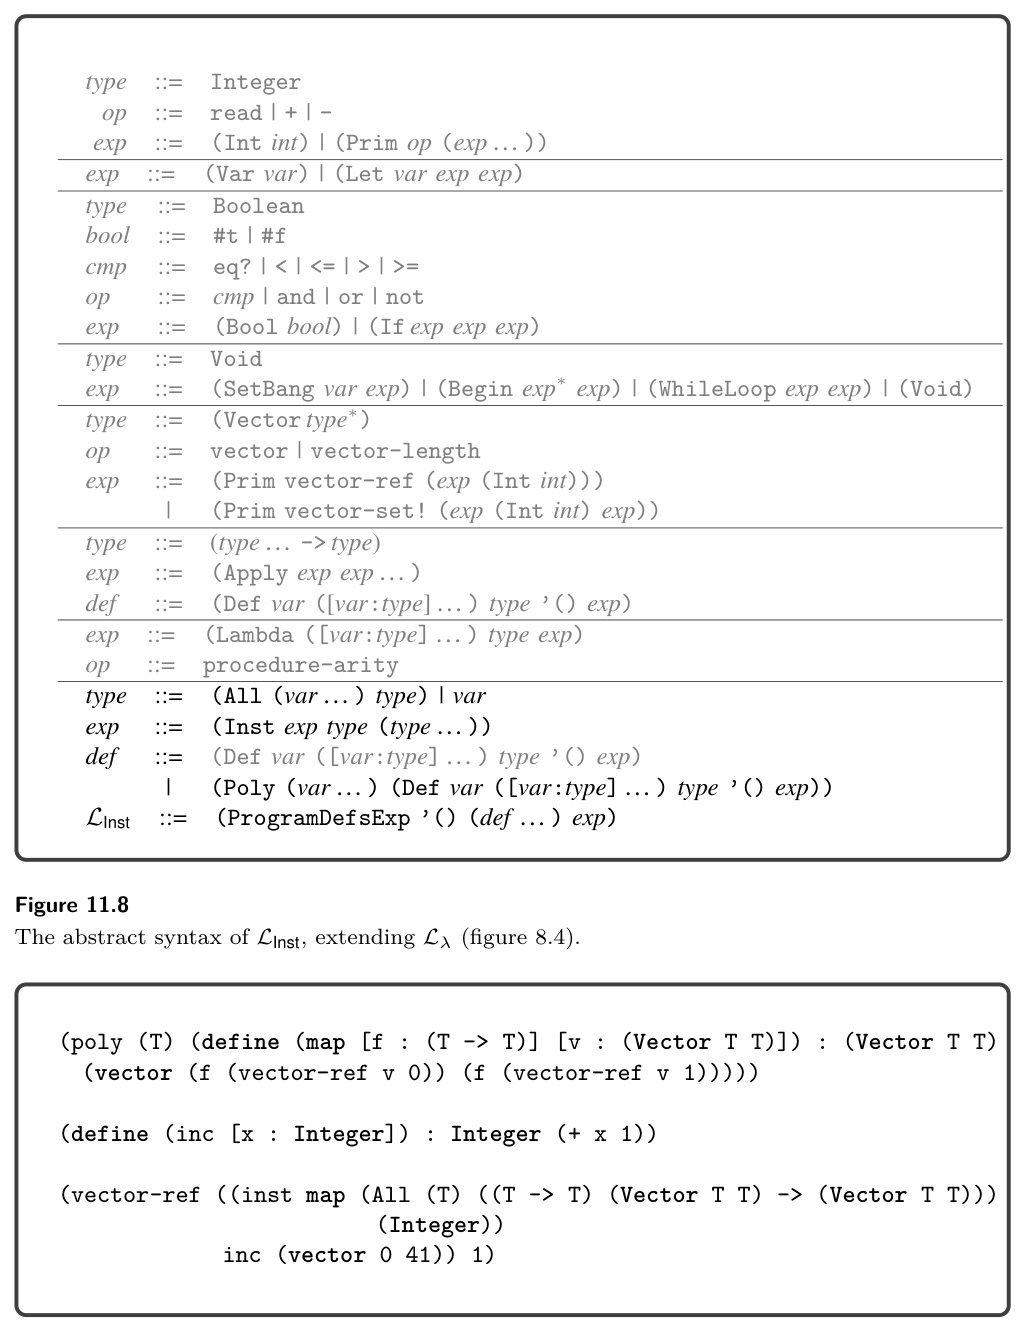 type ::= Integer
op ::= read | + | -
exp ::= (Int int) | (Prim op (exp … ))
exp ::= (Var var) | (Let var exp exp)
type ::= Boolean
bool ::= #t | #f
cmp ::= eq? | < | <= | > | >=
op ::= cmp | and | or | not
exp ::= (Bool bool) | (If exp exp exp)
type ::= Void
exp ::= (SetBang var exp) | (Begin exp* exp) | (WhileLoop exp exp) | (Void)
type ::= (Vector type*)
op ::= vector | vector-length
exp ::= (Prim vector-ref (exp (Int int)))
| (Prim vector-set! (exp (Int int) exp))
type ::= (type … -> type)
exp ::= (Apply exp exp … )
def ::= (Def var ([var:type] … ) type '() exp)
exp ::= (Lambda ([var:type] … ) type exp)
op ::= procedure-arity
type ::= (All (var … ) type) | var
exp ::= (Inst exp type (type … ))
def ::= (Def var ([var:type] … ) type '() exp)
| (Poly (var … ) (Def var ([var:type] … ) type '() exp))
ℒInst ::= (ProgramDefsExp '() (def … ) exp)
Figure 11.8
The abstract syntax of ℒInst, extending ℒλ (figure 8.4).
(poly (T) (define (map [f : (T -> T)] [v : (Vector T T)]) : (Vector T T)
(vector (f (vector-ref v 0)) (f (vector-ref v 1)))))
(define (inc [x : Integer]) : Integer (+ x 1))
(vector-ref ((inst map (All (T) ((T -> T) (Vector T T) -> (Vector T T)))
(Integer))
inc (vector 0 41)) 1)